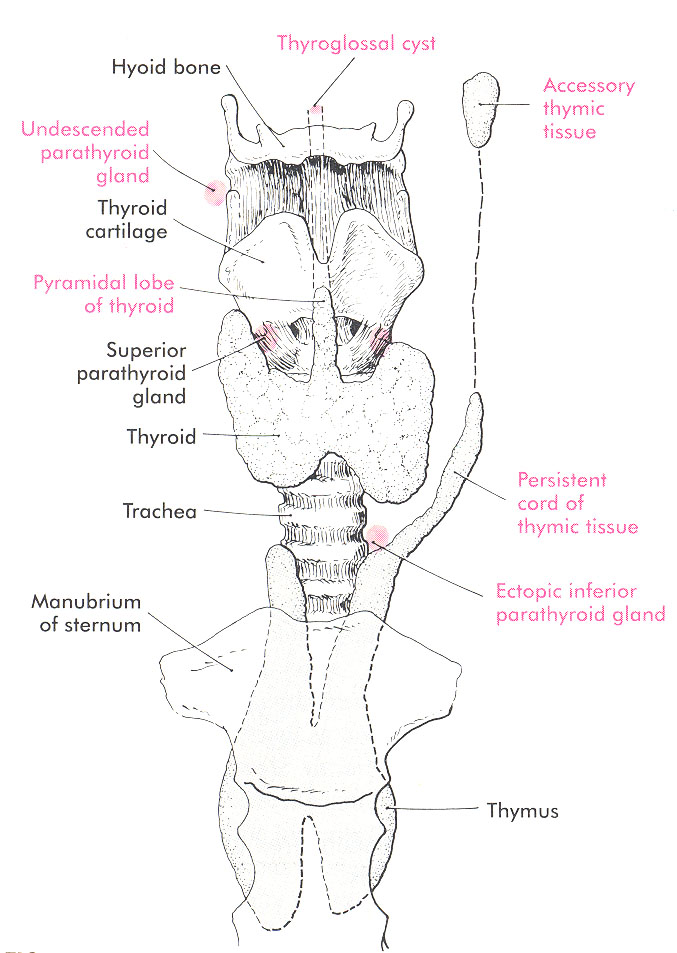 Thyroglossal cyst
Hyoid bone
Accessory
thymic
tissue
Undescended
parathyroid
gland
Thyroid
cartilage
Pyramidal lobe
of thyroid
Superior
parathyroid
gland
Thyroid
Trachea
Persistent
cord of
thymic tissue
Ectopic inferior
parathyroid gland
Manubrium
of sternum
Thymus